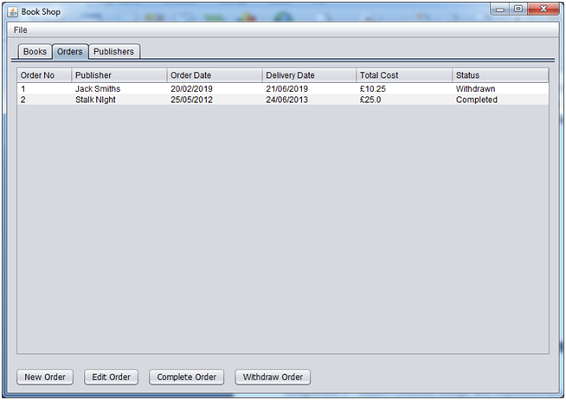 Book Shop
File
Books Orders Publishers
Order No Publisher Order Date Delivery Date Total Cost Status
1 Jack Smiths 20/02/2019 21/06/2019 £10.25 Withdrawn
2 Stalk NIght 25/05/2012 24/06/2013 £25.0 Completed
New Order Edit Order Complete Order Withdraw Order